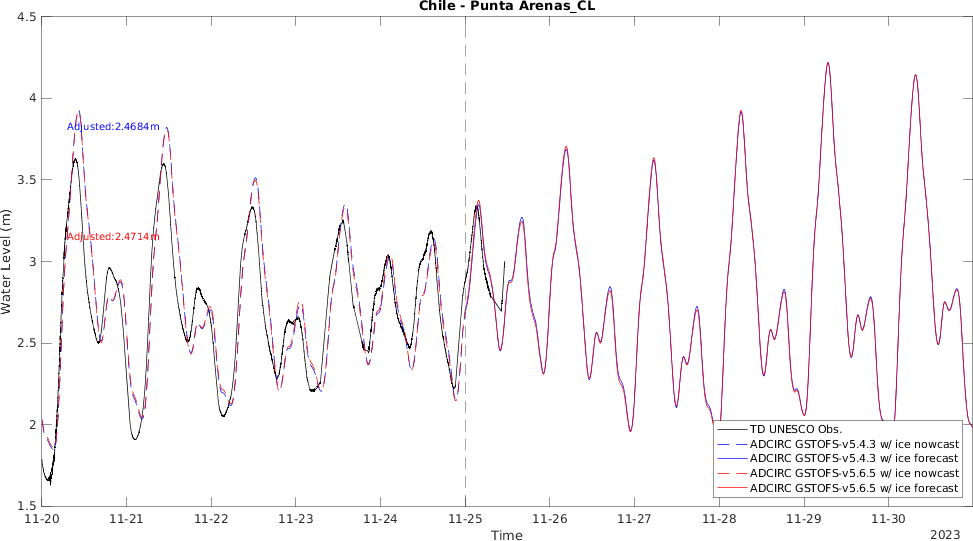 Chile - Punta Arenas_CL
4.5
4
3.5
3
2.5
2
1.5
Water Level (m)
Adjusted:2.4684m
Adjusted:2.4714m
TD UNESCO Obs.
ADCIRC GSTOFS-v5.4.3 w/ ice nowcast
ADCIRC GSTOFS-v5.4.3 w/ ice forecast
ADCIRC GSTOFS-v5.6.5 w/ ice nowcast
ADCIRC GSTOFS-v5.6.5 w/ ice forecast
11-20 11-21 11-22 11-23 11-24 11-25 11-26 11-27 11-28 11-29 11-30
Time
2023